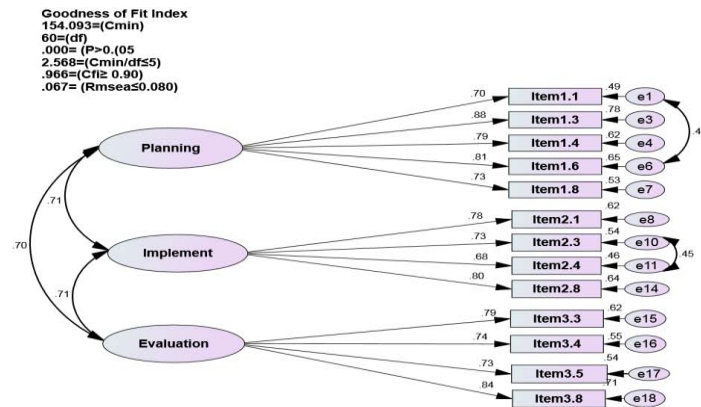 Goodness of Fit Index
154.093=(Cmin)
60=(df)
.000= (P>0.(05
2.568=(Cmin/df≤5)
.966=(Cfi≥ 0.90)
.067= (Rmsea≤0.080)
.70 Item1.1 .49 e1
.88 Item1.3 .78 e3
.79 Item1.4 .62 e4
.4
Planning
.81 Item1.6 .65 e6
.73 Item1.8 .53 e7
.71
.78 Item2.1 .62 e8
.73 Item2.3 .54 e10
.70
Implement
.68 Item2.4 .46 e11
.45
.80 Item2.8 .64 e14
.71
.79 Item3.3 .62 e15
Evaluation
.74 Item3.4 .55 e16
.73 Item3.5 .54 e17
.84 Item3.8 .71 e18